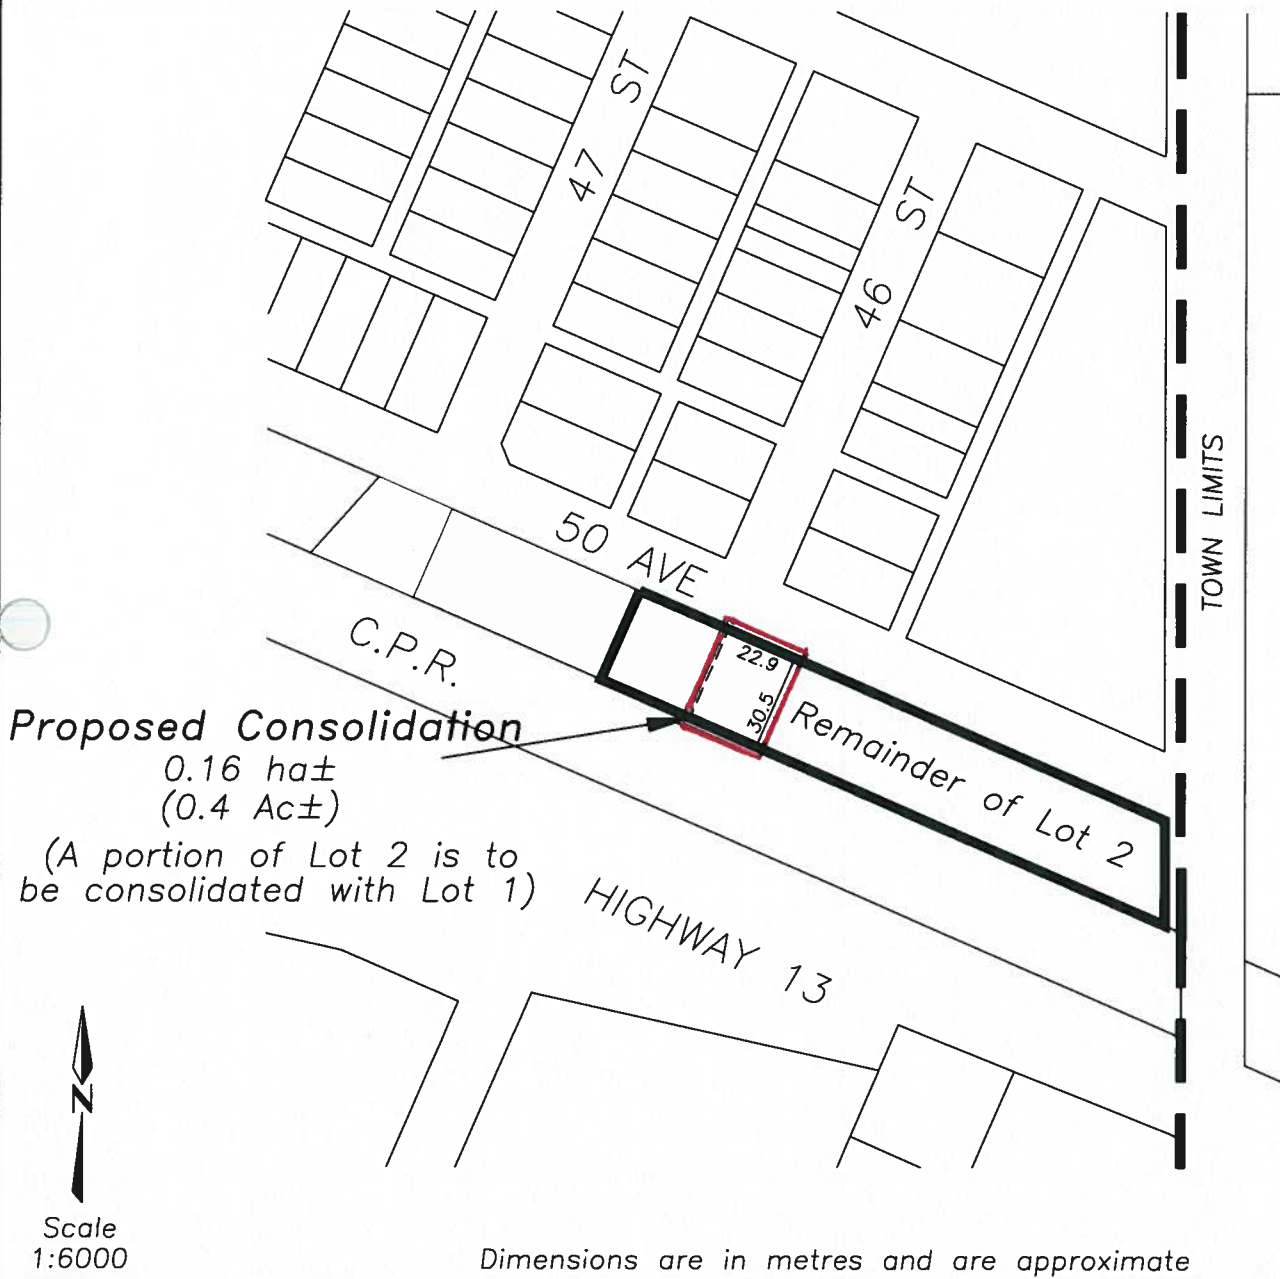 47 ST
46 ST
TOWN LIMITS
50 AVE
C.P.R.
22.9
30.5
Remainder of Lot 2
Proposed Consolidation
0.16 ha±
(0.4 Ac±)
(A portion of Lot 2 is to
be consolidated with Lot 1)
HIGHWAY 13
N
Scale
1:6000
Dimensions are in metres and are approximate